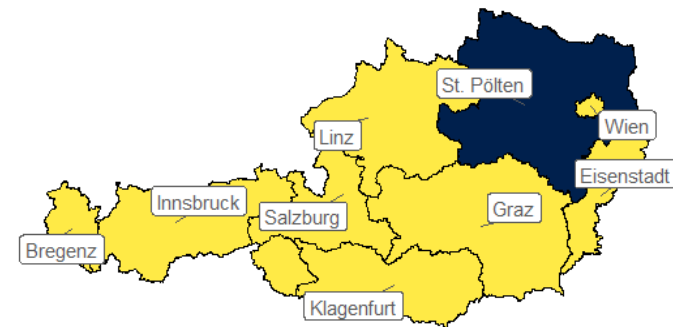 St. Pölten
Wien
Linz
Eisenstadt
Innsbruck
Salzburg
Graz
Bregenz
Klagenfurt